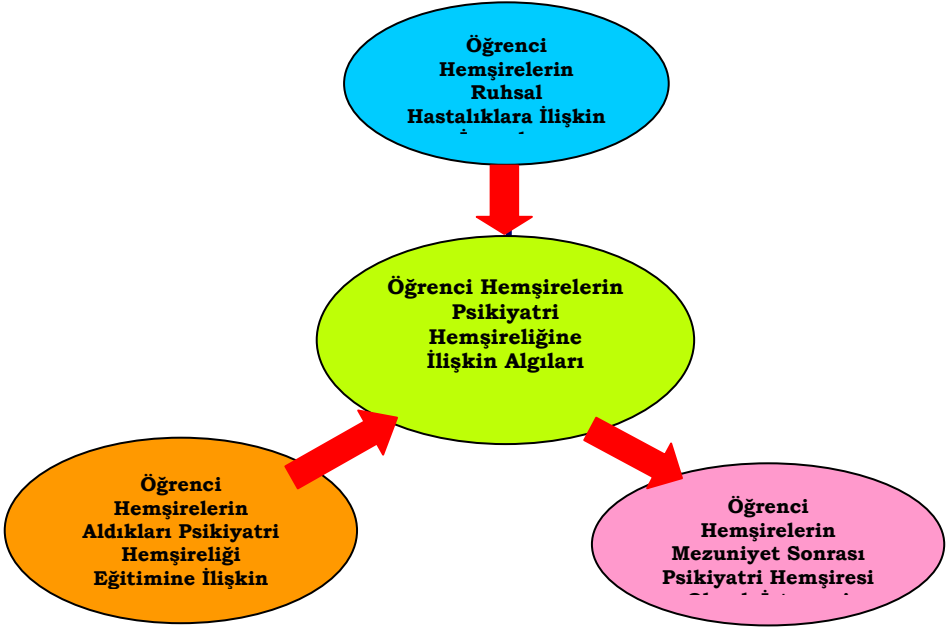 Öğrenci
Hemşirelerin
Ruhsal
Hastalıklara İlişkin
Öğrenci Hemşirelerin
Psikiyatri
Hemşireliğine
İlişkin Algıları
Öğrenci
Hemşirelerin
Aldıkları Psikiyatri
Hemşireliği
Eğitimine İlişkin
Öğrenci
Hemşirelerin
Mezuniyet Sonrası
Psikiyatri Hemşiresi